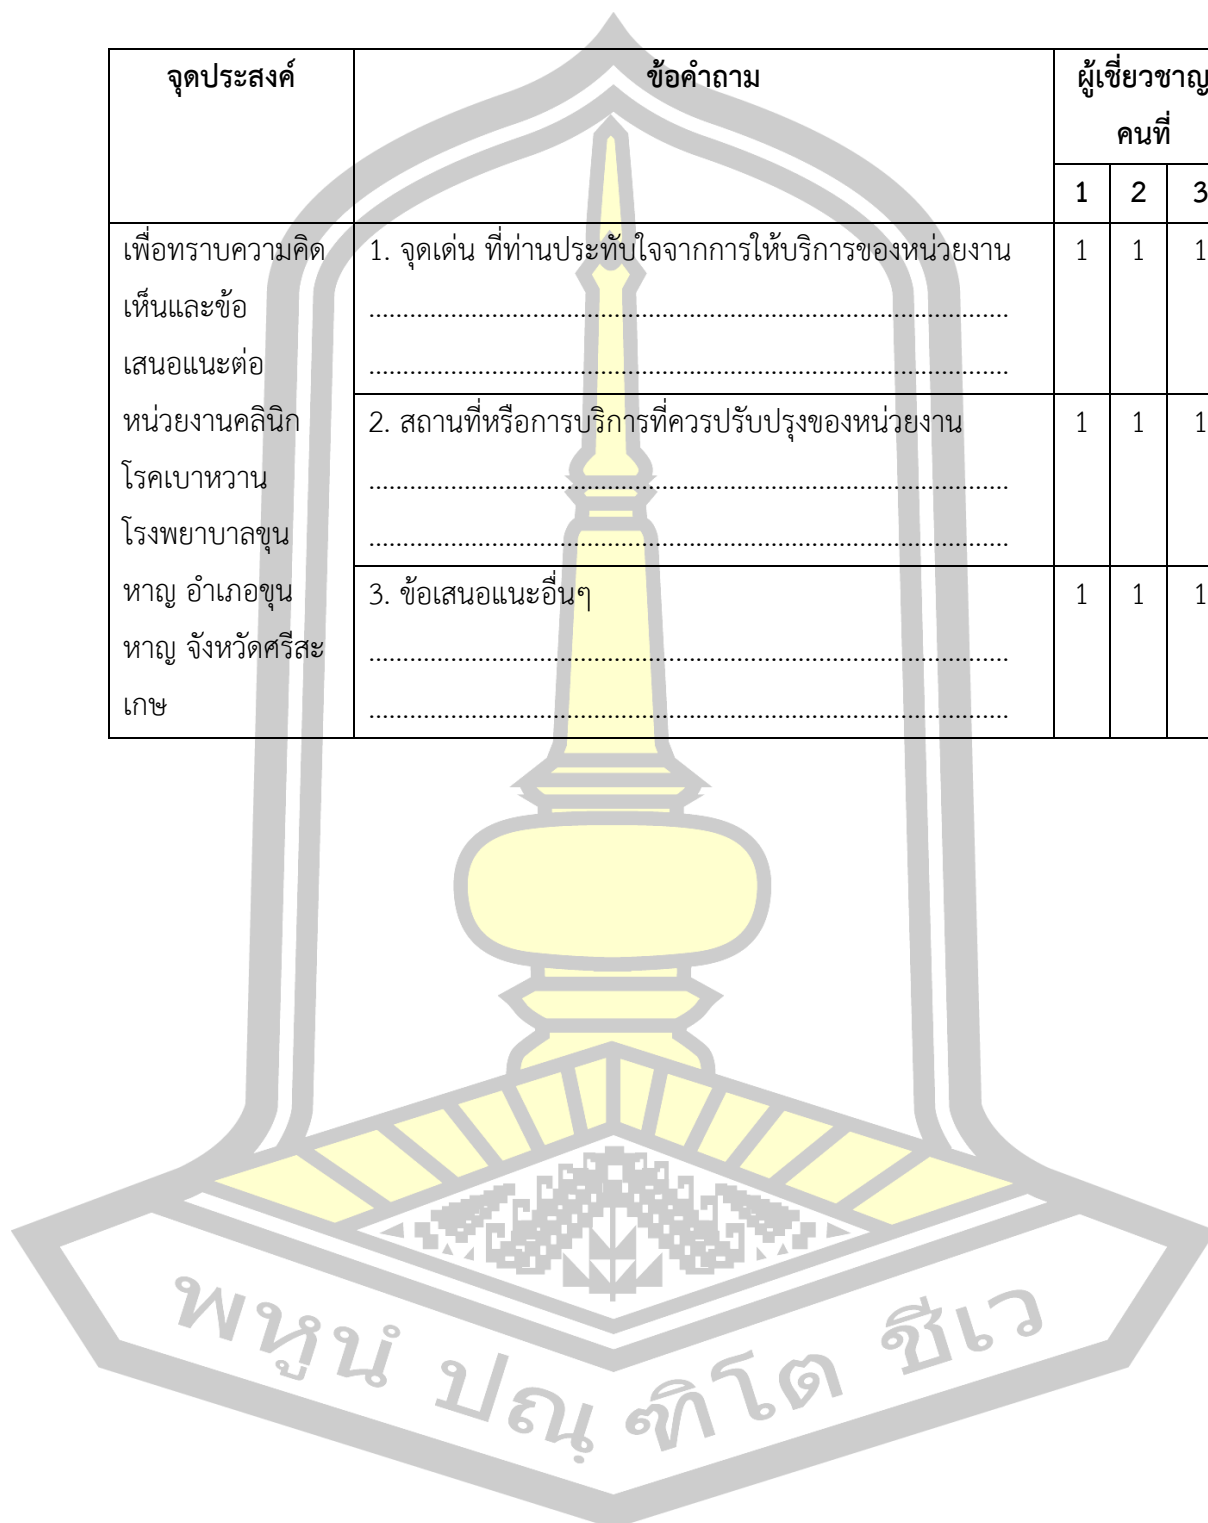 จุดประสงค์ ข้อคำถาม ผู้เชี่ยวชาญ
คนที่
1 2 3
เพื่อทราบความคิด 1. จุดเด่น ที่ท่านประทับใจจากการให้บริการของหน่วยงาน 1 1 1
เห็นและข้อ ....................................................................................
เสนอแนะต่อ ....................................................................................
หน่วยงานคลินิก 2. สถานที่หรือการบริการที่ควรปรับปรุงของหน่วยงาน 1 1 1
โรคเบาหวาน ....................................................................................
โรงพยาบาลขุน ....................................................................................
หาญ อำเภอขุน 3. ข้อเสนอแนะอื่นๆ 1 1 1
หาญ จังหวัดศรีสะ ....................................................................................
เกษ ....................................................................................
พหูนํ ปณฺฑิโต ชีเว